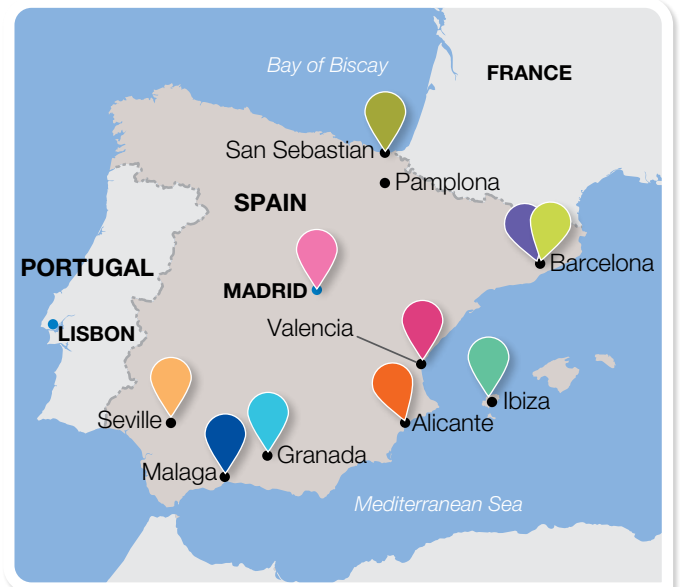 Bay of Biscay
FRANCE
San Sebastian
Pamplona
SPAIN
Barcelona
PORTUGAL
MADRID
LISBON
Valencia
Ibiza
Seville
Alicante
Granada
Malaga
Mediterranean Sea